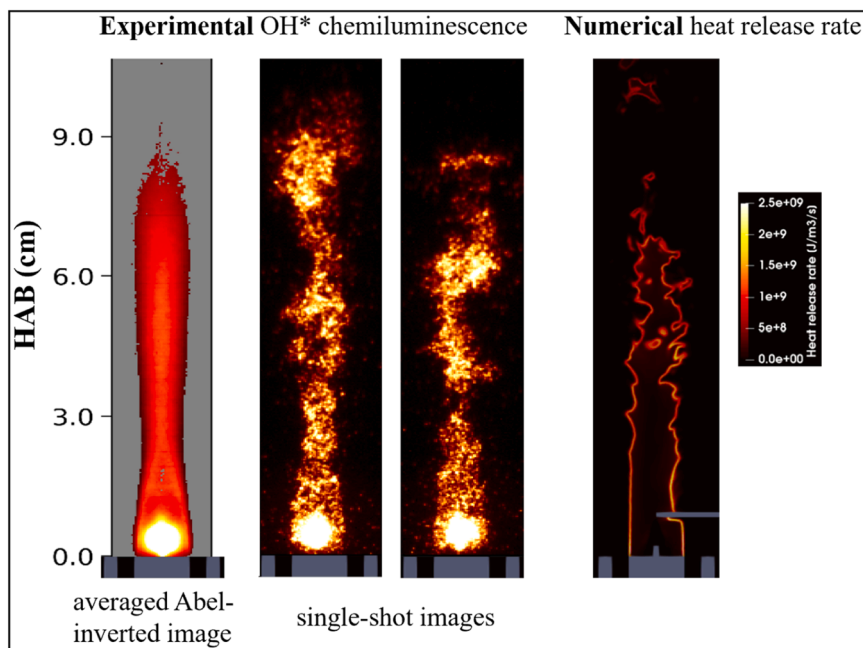 Experimental OH* chemiluminescence
Numerical heat release rate
HAB (cm)
9.0
6.0
3.0
0.0
2.5e+09
2e+9
1.5e+9
1e+9
5e+8
0.0e+00
Heat release rate (J/m3/s)
averaged Abel-
inverted image
single-shot images